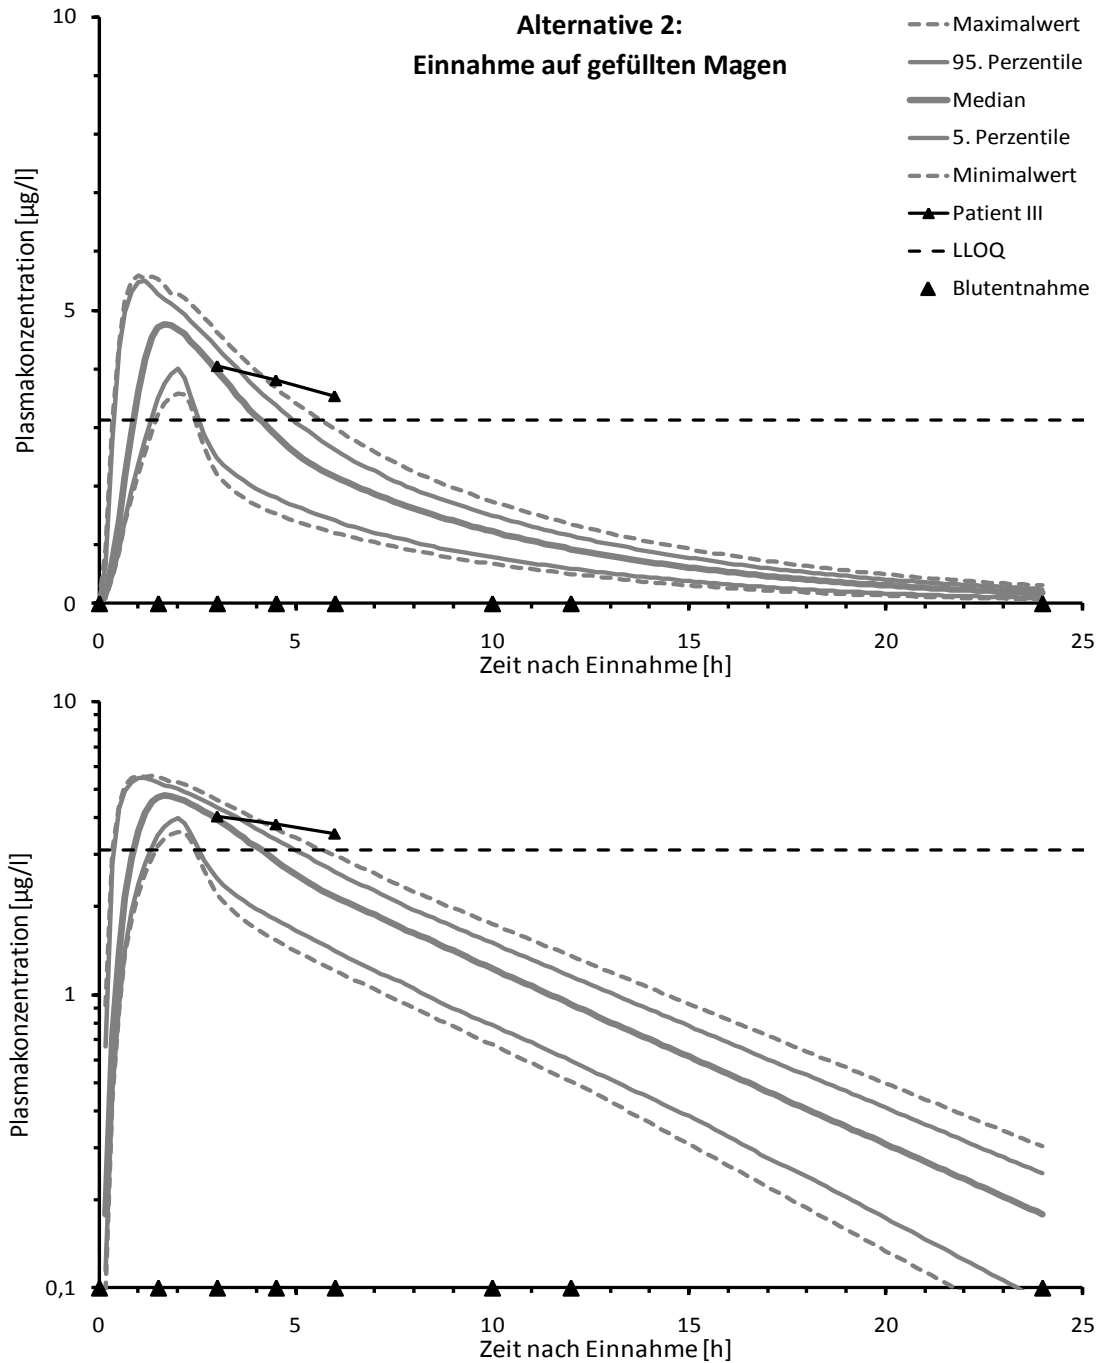 Alternative 2:
Einnahme auf gefüllten Magen
Maximalwert
95. Perzentile
Median
5. Perzentile
Minimalwert
Patient III
LLOQ
Blutentnahme
Plasmakonzentration [µg/l]
10
5
0
0 5 10 15 20 25
Zeit nach Einnahme [h]
Plasmakonzentration [µg/l]
10
1
0,1
0 5 10 15 20 25
Zeit nach Einnahme [h]